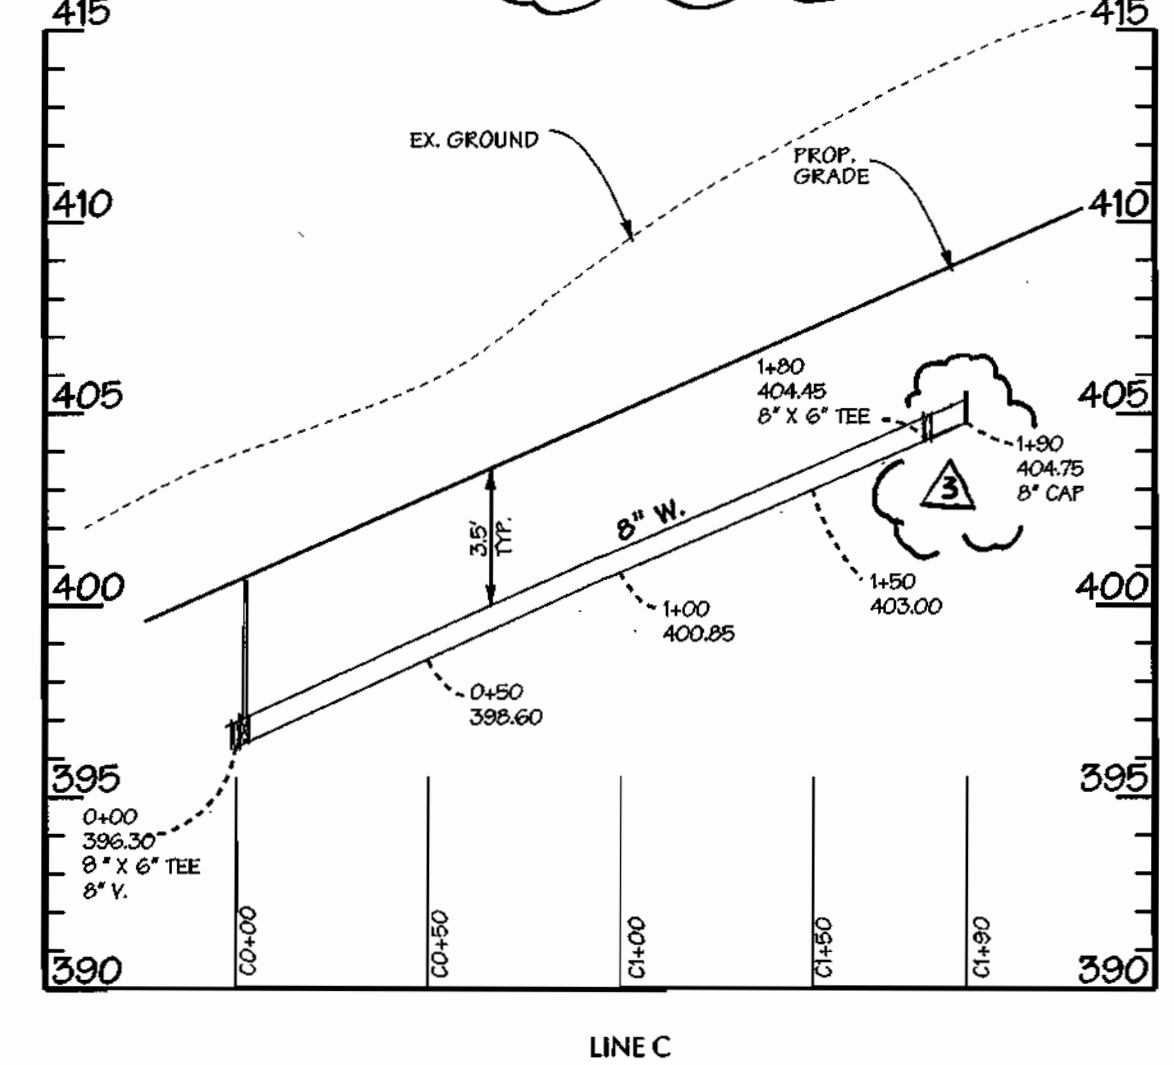 415
415
EX. GROUND
PROP.
GRADE
410
410
1+80
404.45
8" X 6" TEE
405
405
1+90
404.75
8" CAP
3
8" W.
3.5'
TYP.
400
400
1+50
403.00
1+00
400.85
0+50
398.60
395
395
0+00
396.30
8" X 6" TEE
8" V.
C0+00
C0+50
C1+00
C1+50
C1+90
390
390
LINE C